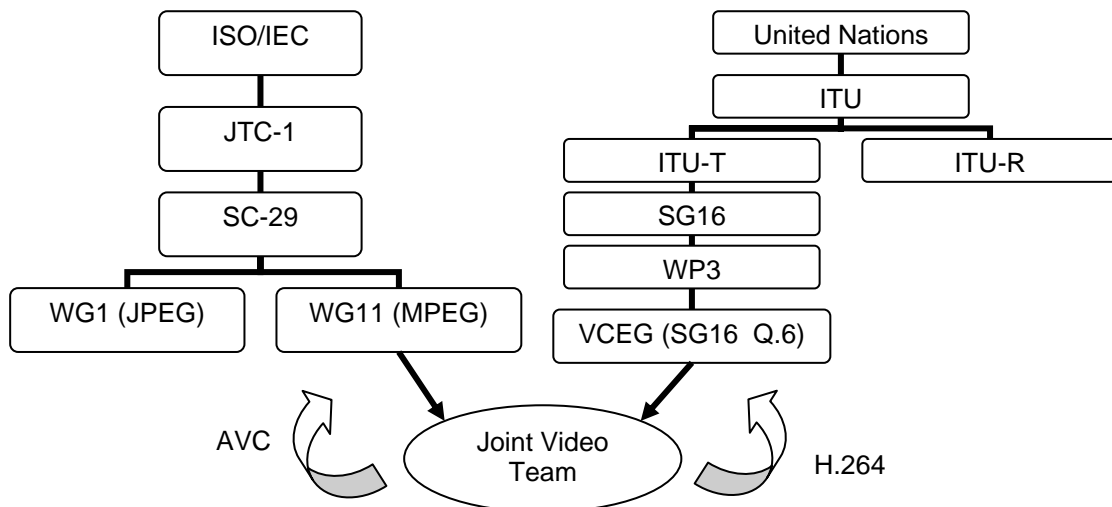 ISO/IEC
JTC-1
SC-29
WG1 (JPEG)
WG11 (MPEG)
United Nations
ITU
ITU-T
ITU-R
SG16
WP3
VCEG (SG16 Q.6)
AVC
Joint Video
Team
H.264